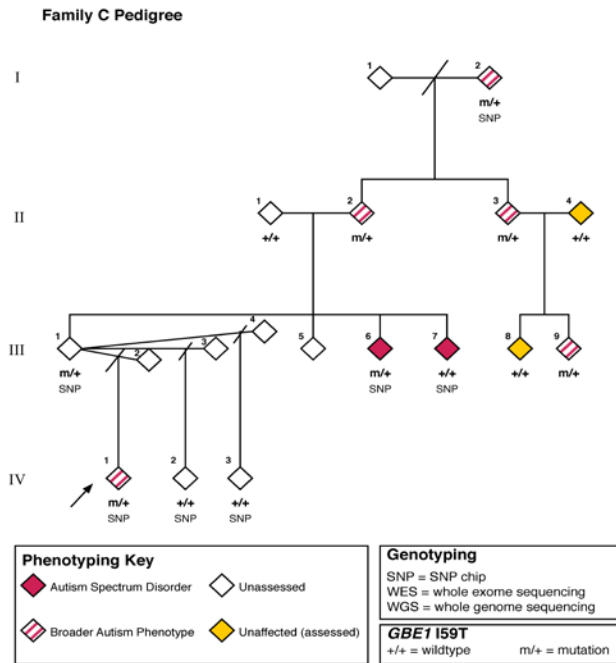 Family C Pedigree
I
1 2
m/+
SNP
II
1 2 3 4
+/+ m/+ m/+ +/+
III
1 2 3 4 5 6 7 8 9
m/+ m/+ +/+ +/+ m/+
SNP SNP SNP
IV
1 2 3
m/+ +/+ +/+
SNP SNP SNP
Phenotyping Key
Autism Spectrum Disorder Unassessed
Broader Autism Phenotype Unaffected (assessed)
Genotyping
SNP = SNP chip
WES = whole exome sequencing
WGS = whole genome sequencing
GBE1 I59T
+/+ = wildtype m/+ = mutation